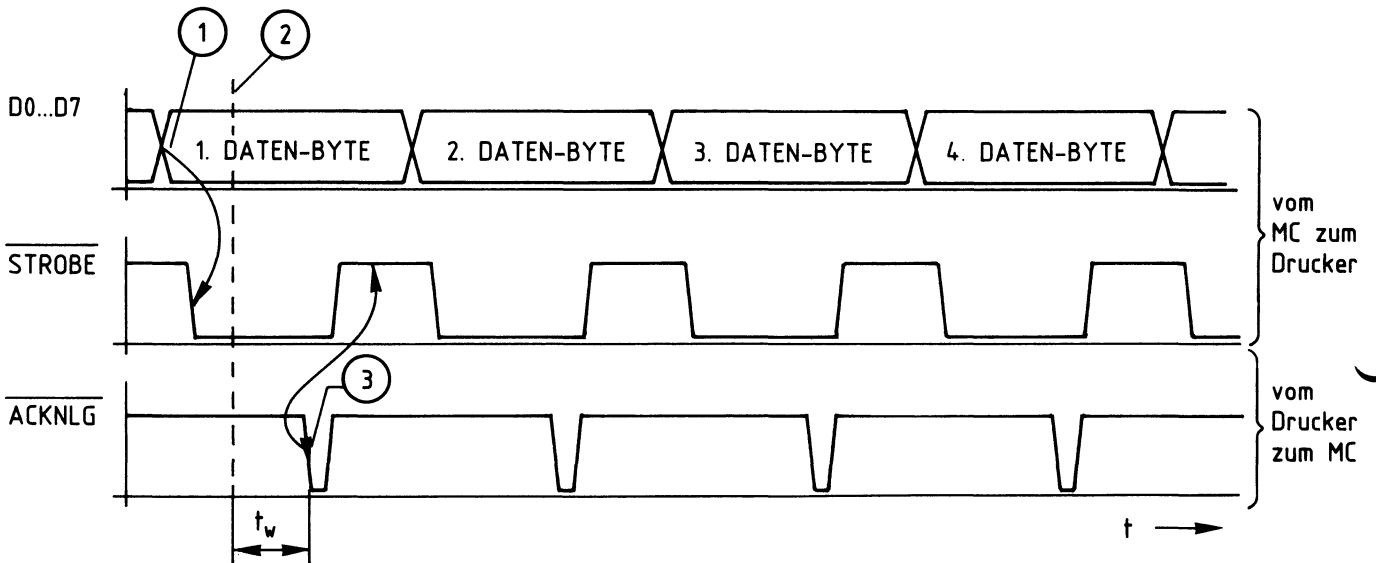 1
2
D0...D7
1. DATEN-BYTE
2. DATEN-BYTE
3. DATEN-BYTE
4. DATEN-BYTE
vom
MC zum
Drucker
STROBE
3
ACKNLG
vom
Drucker
zum MC
tw
t